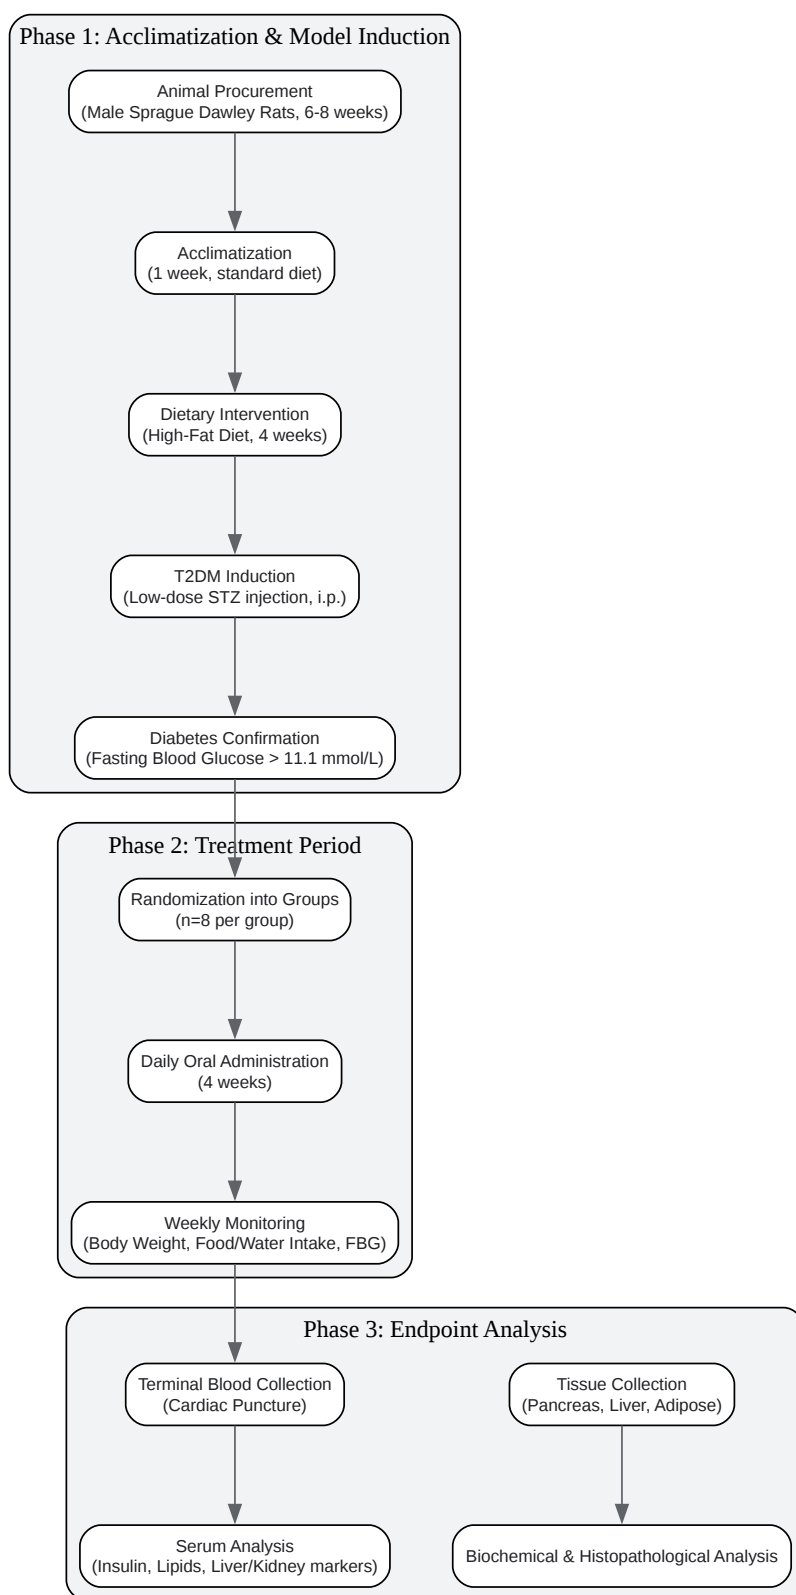 Phase 1: Acclimatization & Model Induction
Animal Procurement
(Male Sprague Dawley Rats, 6-8 weeks)
Acclimatization
(1 week, standard diet)
Dietary Intervention
(High-Fat Diet, 4 weeks)
T2DM Induction
(Low-dose STZ injection, i.p.)
Diabetes Confirmation
(Fasting Blood Glucose > 11.1 mmol/L)
Phase 2: Treatment Period
Randomization into Groups
(n=8 per group)
Daily Oral Administration
(4 weeks)
Weekly Monitoring
(Body Weight, Food/Water Intake, FBG)
Phase 3: Endpoint Analysis
Terminal Blood Collection
(Cardiac Puncture)
Tissue Collection
(Pancreas, Liver, Adipose)
Serum Analysis
(Insulin, Lipids, Liver/Kidney markers)
Biochemical & Histopathological Analysis